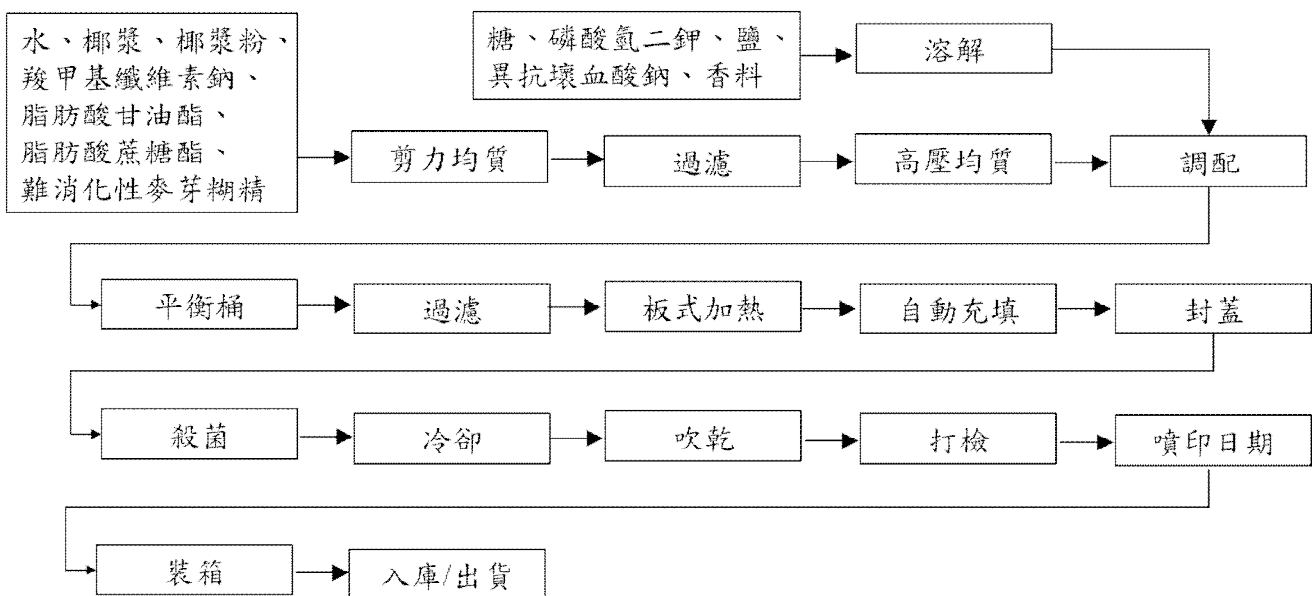 水、椰漿、椰漿粉、
羧甲基纖維素鈉、
脂肪酸甘油酯、
脂肪酸蔗糖酯、
難消化性麥芽糊精
剪力均質
過濾
高壓均質
糖、磷酸氫二鉀、鹽、
異抗壞血酸鈉、香料
溶解
調配
平衡桶
過濾
板式加熱
自動充填
封蓋
殺菌
冷卻
吹乾
打檢
噴印日期
裝箱
入庫/出貨